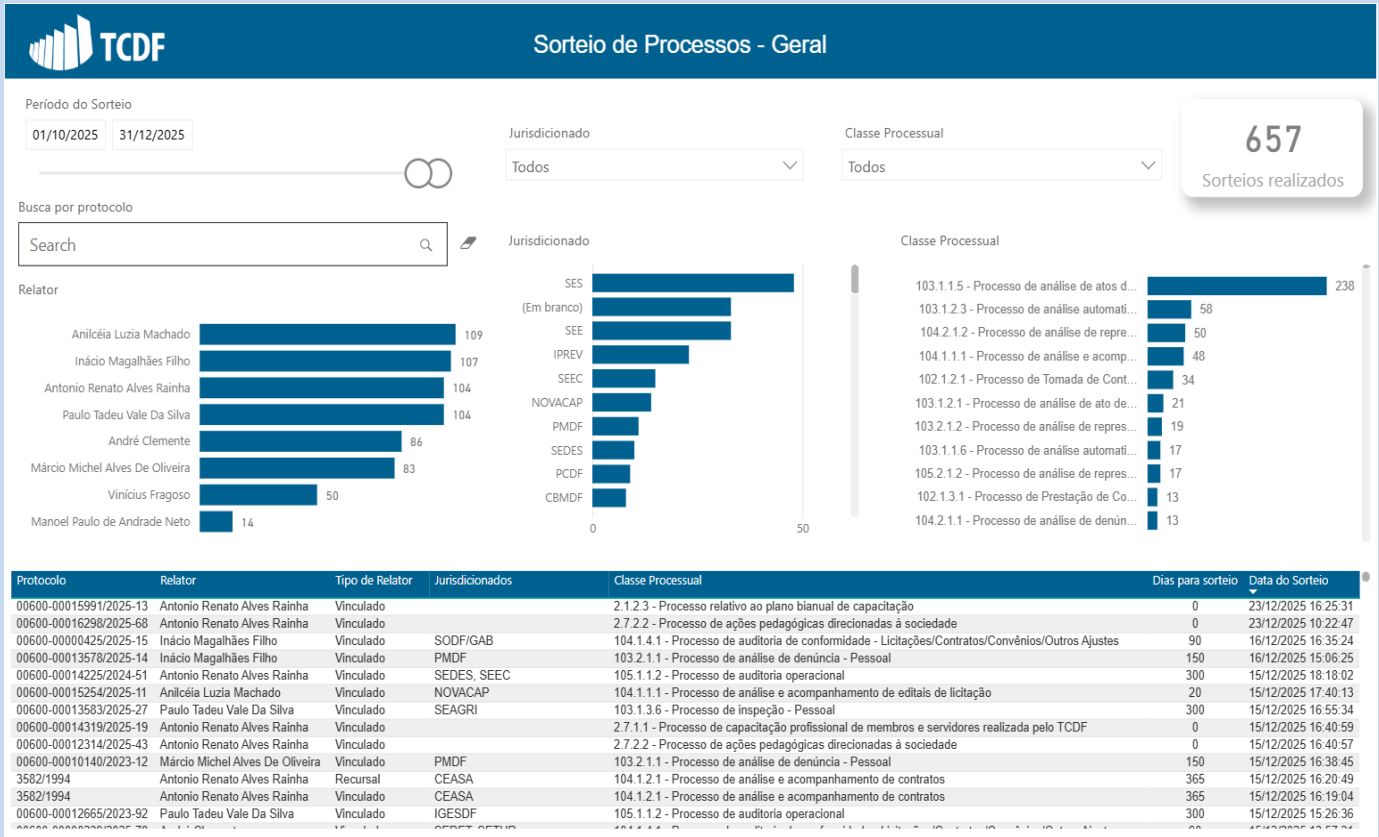 TCDF
Sorteio de Processos - Geral
Período do Sorteio
01/10/2025 31/12/2025
Jurisdicionado
Todos
Classe Processual
Todos
657
Sorteios realizados
Busca por protocolo
Search
Relator
Anilcéia Luzia Machado 109
Inácio Magalhães Filho 107
Antonio Renato Alves Rainha 104
Paulo Tadeu Vale Da Silva 104
André Clemente 86
Márcio Michel Alves De Oliveira 83
Vinícius Fragoso 50
Manoel Paulo de Andrade Neto 14
Jurisdicionado
SES
(Em branco)
SEE
IPREV
SEEC
NOVACAP
PMDF
SEDES
PCDF
CBMDF
0 50
Classe Processual
103.1.1.5 - Processo de análise de atos d... 238
103.1.2.3 - Processo de análise automati... 58
104.2.1.2 - Processo de análise de repre... 50
104.1.1.1 - Processo de análise e acomp... 48
102.1.2.1 - Processo de Tomada de Cont... 34
103.1.2.1 - Processo de análise de ato de... 21
103.2.1.2 - Processo de análise de repres... 19
103.1.1.6 - Processo de análise automati... 17
105.2.1.2 - Processo de análise de repres... 17
102.1.3.1 - Processo de Prestação de Co... 13
104.2.1.1 - Processo de análise de denún... 13
Protocolo Relator Tipo de Relator Jurisdicionados Classe Processual Dias para sorteio Data do Sorteio
00600-00015991/2025-13 Antonio Renato Alves Rainha Vinculado 2.1.2.3 - Processo relativo ao plano bianual de capacitação 0 23/12/2025 16:25:31
00600-00016298/2025-68 Antonio Renato Alves Rainha Vinculado 2.7.2.2 - Processo de ações pedagógicas direcionadas à sociedade 0 23/12/2025 10:22:47
00600-00000425/2025-15 Inácio Magalhães Filho Vinculado SODF/GAB 104.1.4.1 - Processo de auditoria de conformidade - Licitações/Contratos/Convênios/Outros Ajustes 90 16/12/2025 16:35:24
00600-00013578/2025-14 Inácio Magalhães Filho Vinculado PMDF 103.2.1.1 - Processo de análise de denúncia - Pessoal 150 16/12/2025 15:06:25
00600-00014225/2024-51 Antonio Renato Alves Rainha Vinculado SEDES, SEEC 105.1.1.2 - Processo de auditoria operacional 300 15/12/2025 18:18:02
00600-00015254/2025-11 Anilcéia Luzia Machado Vinculado NOVACAP 104.1.1.1 - Processo de análise e acompanhamento de editais de licitação 20 15/12/2025 17:40:13
00600-00013583/2025-27 Paulo Tadeu Vale Da Silva Vinculado SEAGRI 103.1.3.6 - Processo de inspeção - Pessoal 300 15/12/2025 16:55:34
00600-00014319/2025-19 Antonio Renato Alves Rainha Vinculado 2.7.1.1 - Processo de capacitação profissional de membros e servidores realizada pelo TCDF 0 15/12/2025 16:40:59
00600-00012314/2025-43 Antonio Renato Alves Rainha Vinculado 2.7.2.2 - Processo de ações pedagógicas direcionadas à sociedade 0 15/12/2025 16:40:57
00600-00010140/2023-12 Márcio Michel Alves De Oliveira Vinculado PMDF 103.2.1.1 - Processo de análise de denúncia - Pessoal 150 15/12/2025 16:38:45
3582/1994 Antonio Renato Alves Rainha Recursal CEASA 104.1.2.1 - Processo de análise e acompanhamento de contratos 365 15/12/2025 16:20:49
3582/1994 Antonio Renato Alves Rainha Vinculado CEASA 104.1.2.1 - Processo de análise e acompanhamento de contratos 365 15/12/2025 16:19:04
00600-00012665/2023-92 Paulo Tadeu Vale Da Silva Vinculado IGESDF 105.1.1.2 - Processo de auditoria operacional 300 15/12/2025 15:26:36